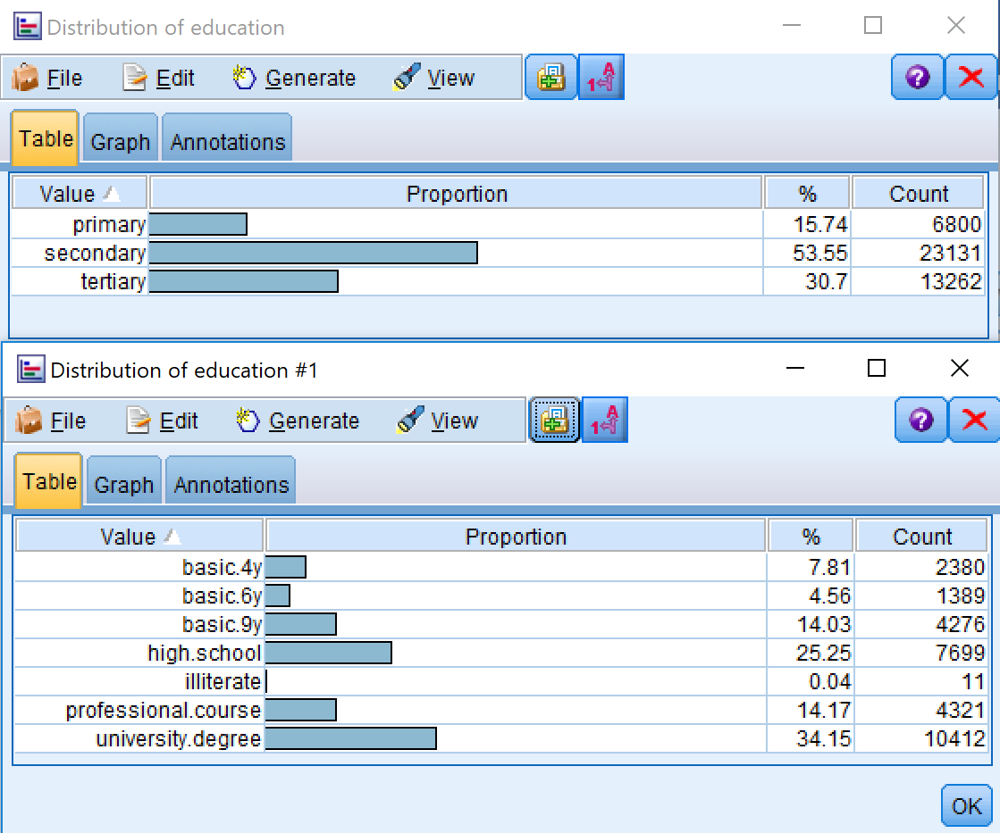 Distribution of education
File Edit Generate View
Table Graph Annotations
Value Proportion % Count
primary 15.74 6800
secondary 53.55 23131
tertiary 30.7 13262
Distribution of education #1
File Edit Generate View
Table Graph Annotations
Value Proportion % Count
basic.4y 7.81 2380
basic.6y 4.56 1389
basic.9y 14.03 4276
high.school 25.25 7699
illiterate 0.04 11
professional.course 14.17 4321
university.degree 34.15 10412
OK